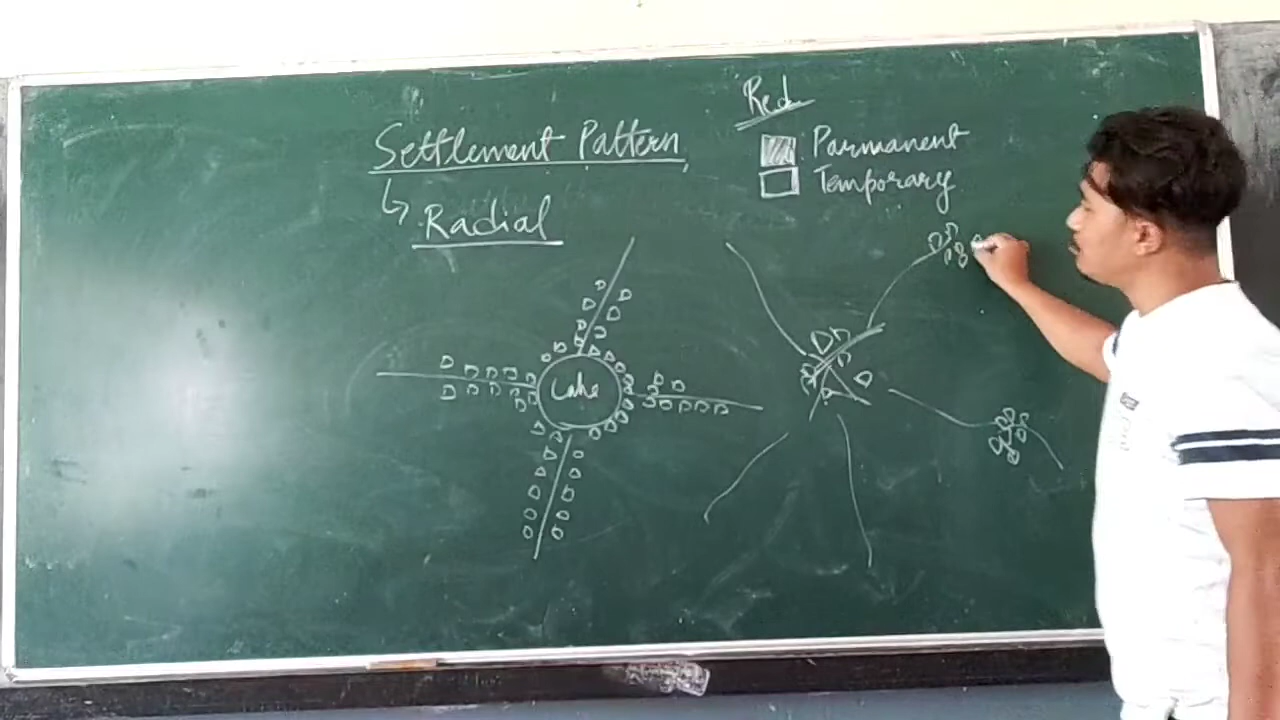 Settlement Pattern
Radial
Red
Parmanent
Temporary
Lake